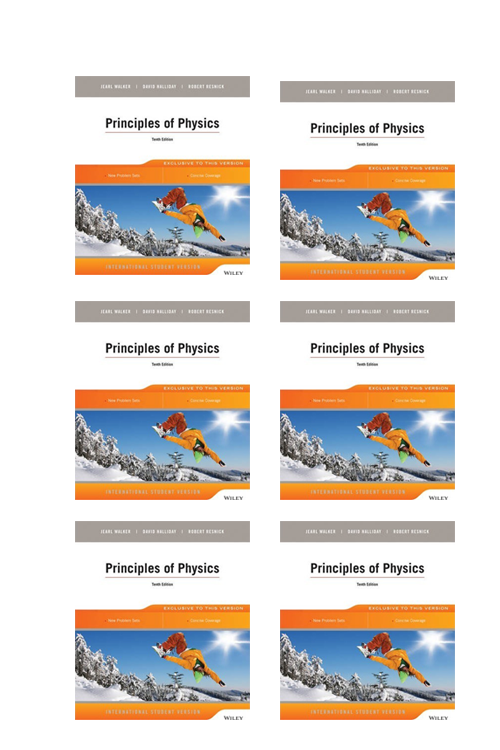 JEARL WALKER | DAVID HALLIDAY | ROBERT RESNICK
Principles of Physics
Tenth Edition
EXCLUSIVE TO THIS VERSION
New Problem Sets
Concise Coverage
INTERNATIONAL STUDENT VERSION
WILEY
JEARL WALKER | DAVID HALLIDAY | ROBERT RESNICK
Principles of Physics
Tenth Edition
EXCLUSIVE TO THIS VERSION
New Problem Sets
Concise Coverage
INTERNATIONAL STUDENT VERSION
WILEY
JEARL WALKER | DAVID HALLIDAY | ROBERT RESNICK
Principles of Physics
Tenth Edition
EXCLUSIVE TO THIS VERSION
New Problem Sets
Concise Coverage
INTERNATIONAL STUDENT VERSION
WILEY
JEARL WALKER | DAVID HALLIDAY | ROBERT RESNICK
Principles of Physics
Tenth Edition
EXCLUSIVE TO THIS VERSION
New Problem Sets
Concise Coverage
INTERNATIONAL STUDENT VERSION
WILEY
JEARL WALKER | DAVID HALLIDAY | ROBERT RESNICK
Principles of Physics
Tenth Edition
EXCLUSIVE TO THIS VERSION
New Problem Sets
Concise Coverage
INTERNATIONAL STUDENT VERSION
WILEY
JEARL WALKER | DAVID HALLIDAY | ROBERT RESNICK
Principles of Physics
Tenth Edition
EXCLUSIVE TO THIS VERSION
New Problem Sets
Concise Coverage
INTERNATIONAL STUDENT VERSION
WILEY